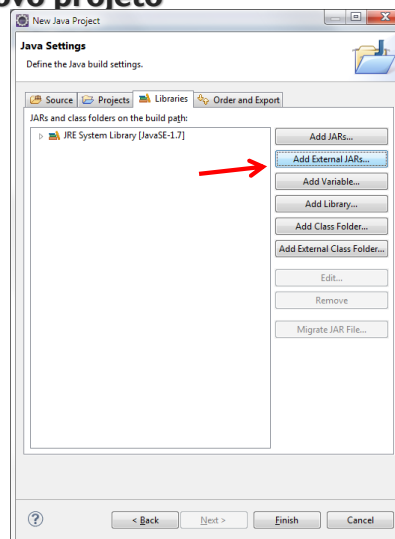 ovo projeto
New Java Project
Java Settings
Define the Java build settings.
Source Projects Libraries Order and Export
JARs and class folders on the build path:
JRE System Library [JavaSE-1.7]
Add JARs...
Add External JARs...
Add Variable...
Add Library...
Add Class Folder...
Add External Class Folder...
Edit...
Remove
Migrate JAR File...
? < Back Next > Finish Cancel